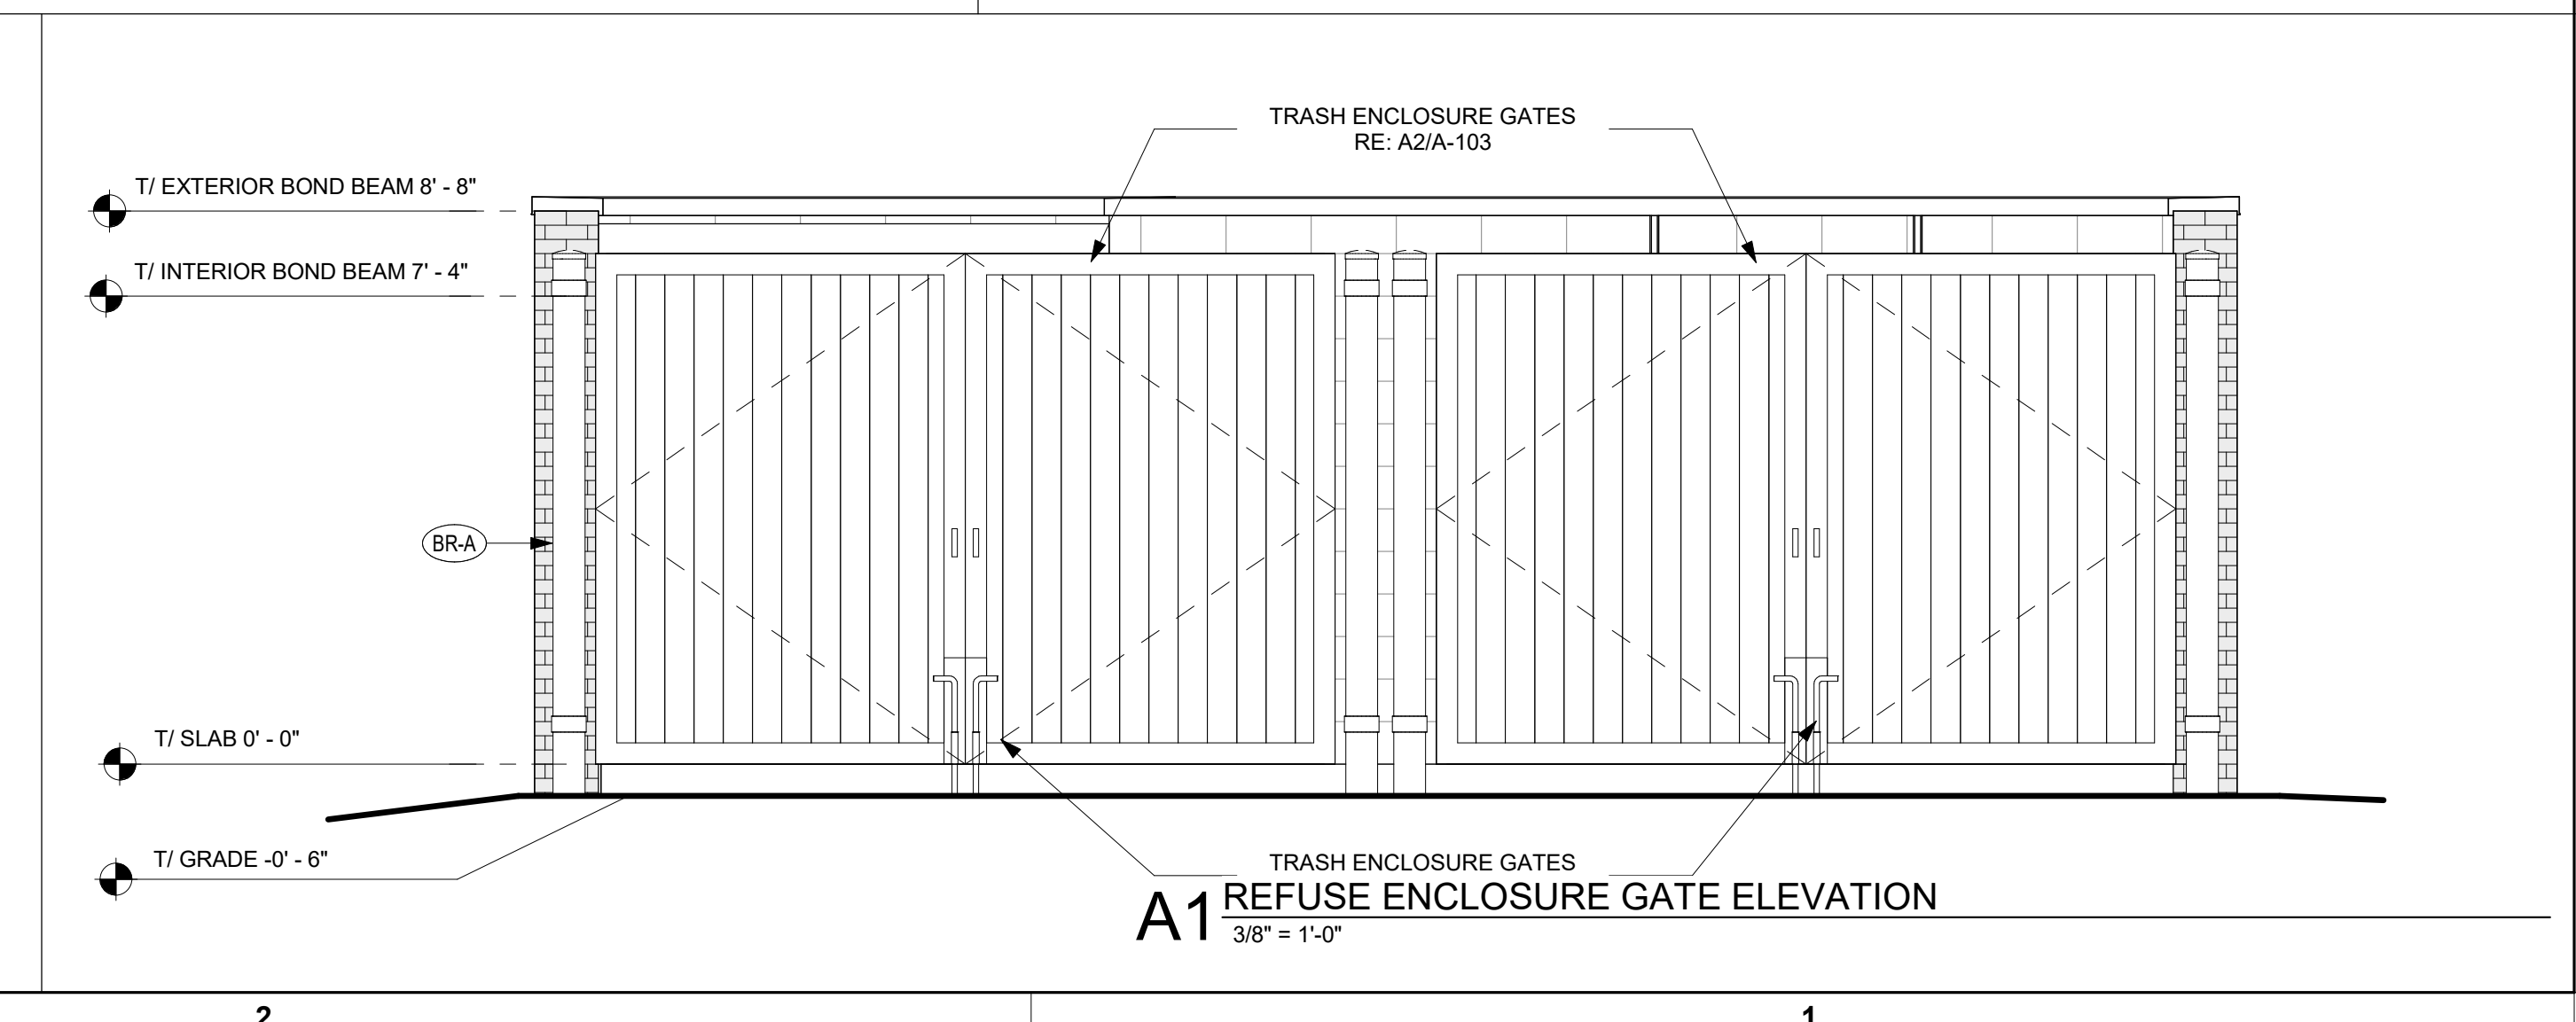 TRASH ENCLOSURE GATES
RE: A2/A-103
T/ EXTERIOR BOND BEAM 8' - 8"
T/ INTERIOR BOND BEAM 7' - 4"
BR-A
T/ SLAB 0' - 0"
T/ GRADE -0' - 6"
TRASH ENCLOSURE GATES
A1 REFUSE ENCLOSURE GATE ELEVATION
3/8" = 1'-0"
2 1